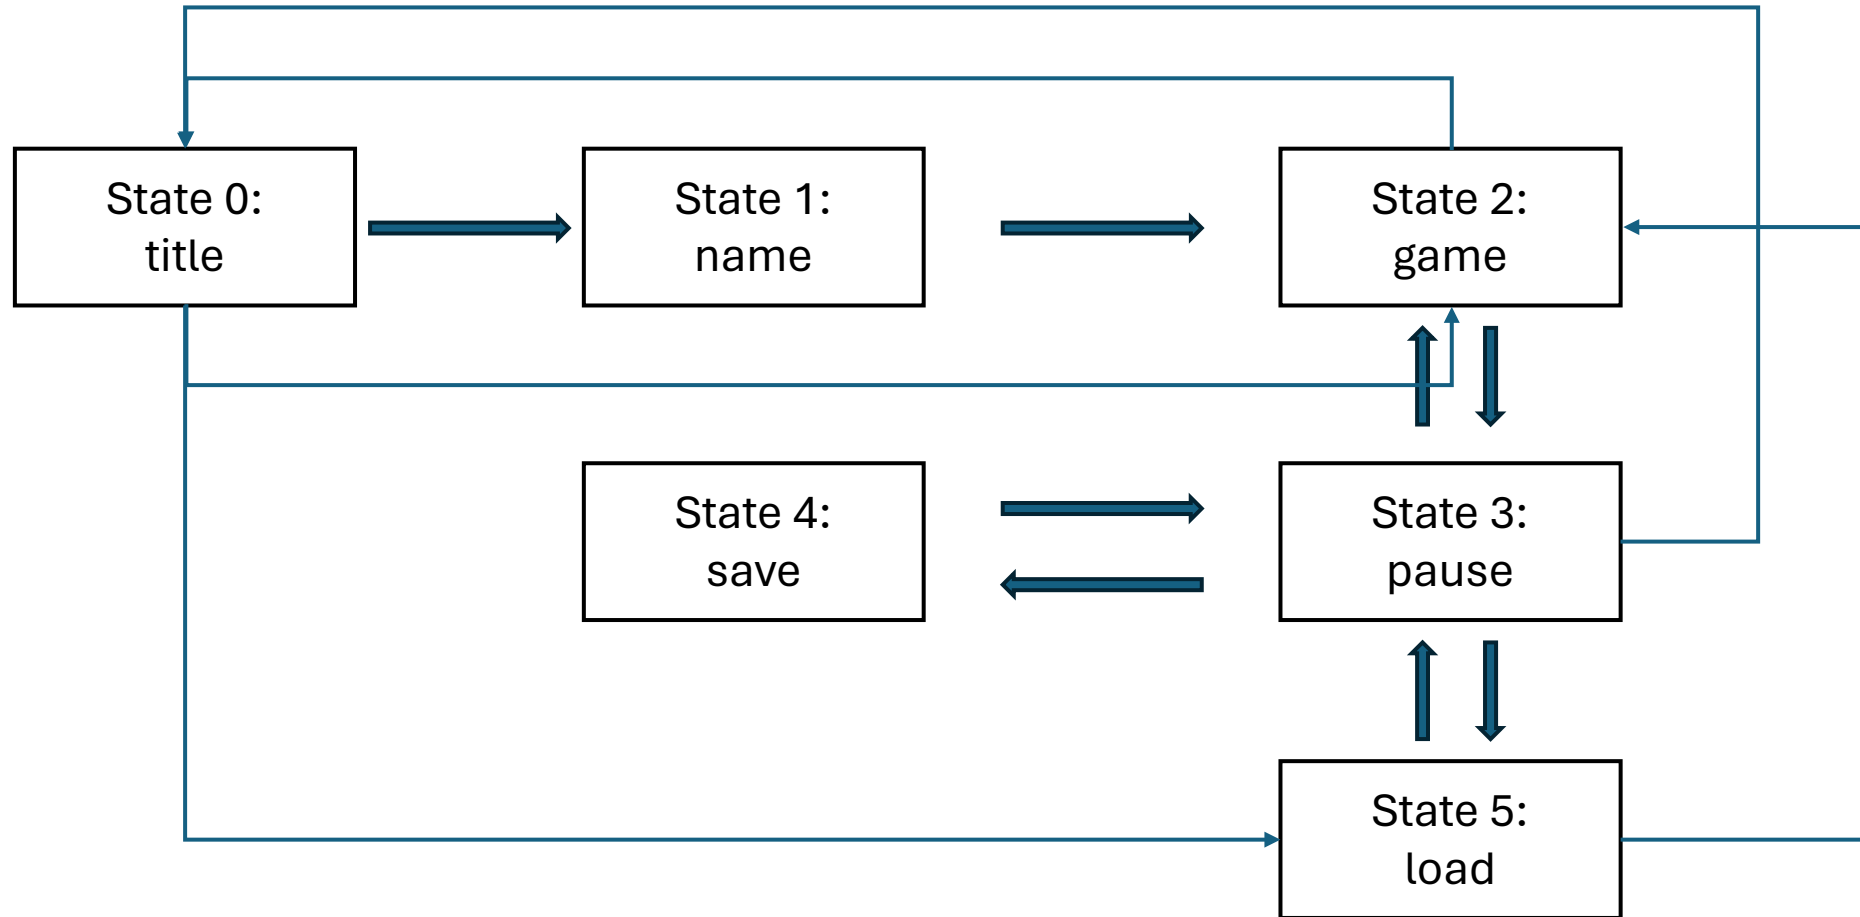 State 0:
title
State 1:
name
State 2:
game
State 4:
save
State 3:
pause
State 5:
load